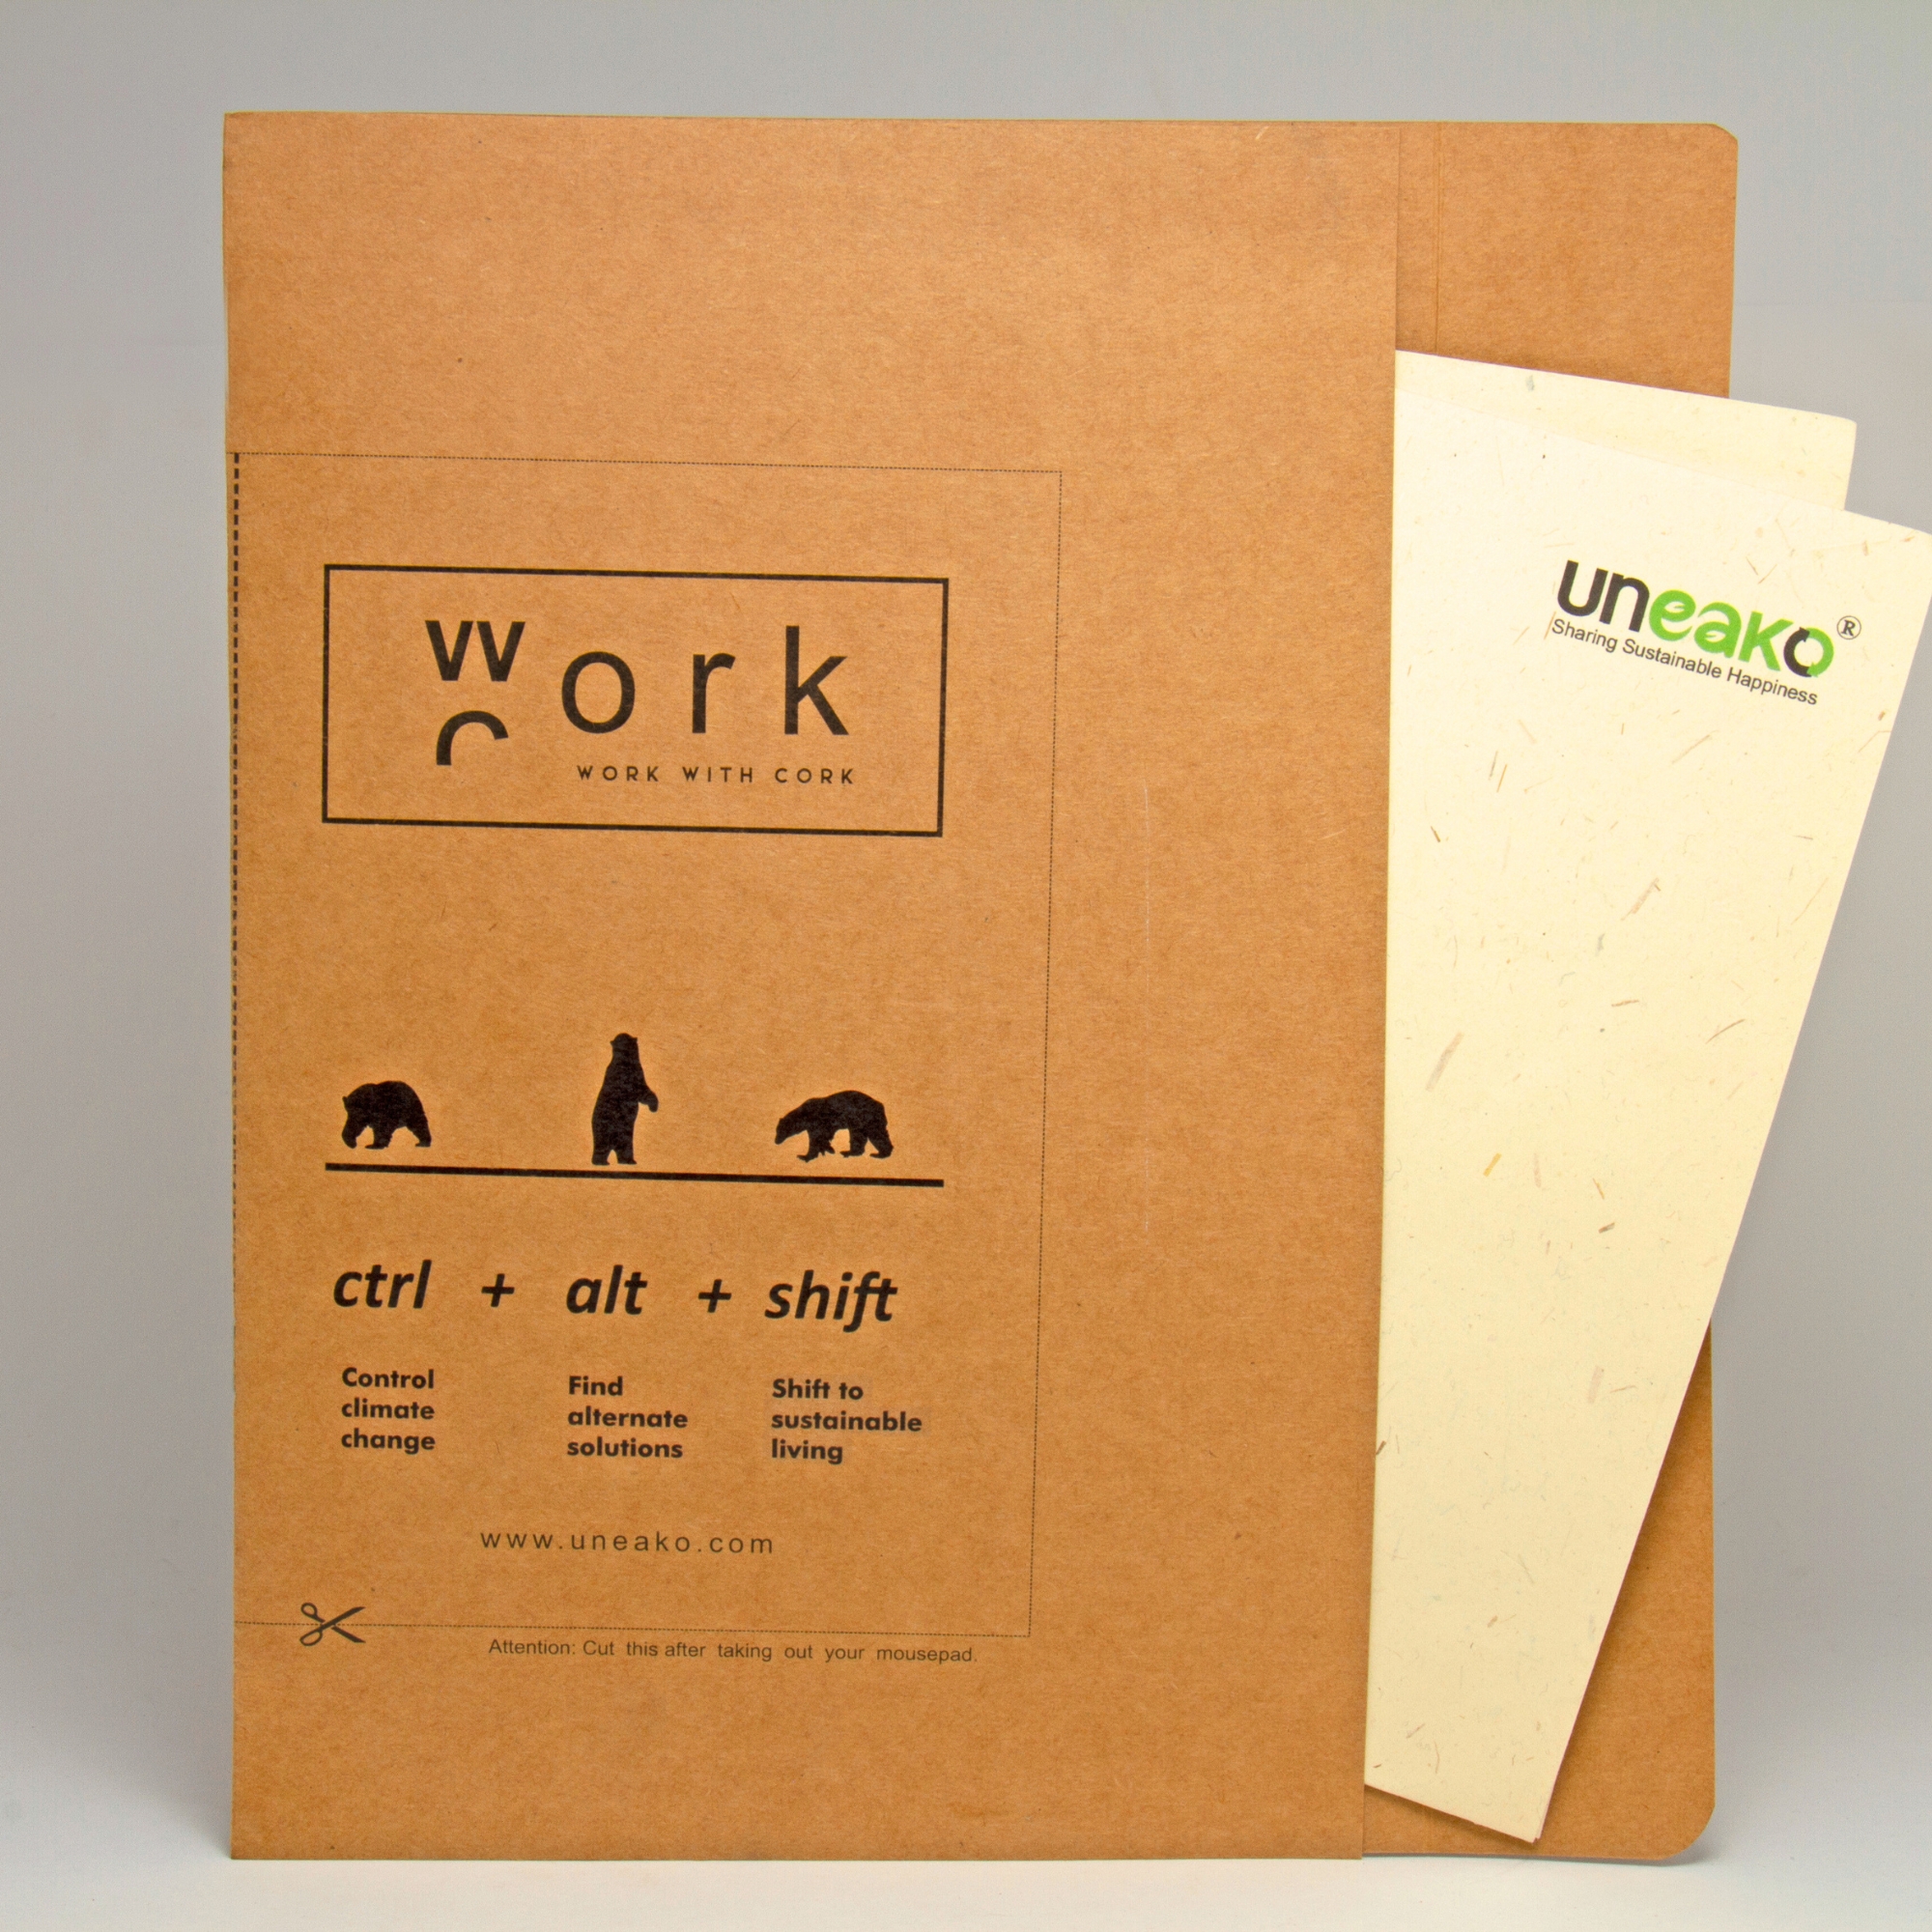 work
c
WORK WITH CORK
ctrl + alt + shift
Control
climate
change
Find
alternate
solutions
Shift to
sustainable
living
www.uneako.com
Attention: Cut this after taking out your mousepad.
uneako®
Sharing Sustainable Happiness